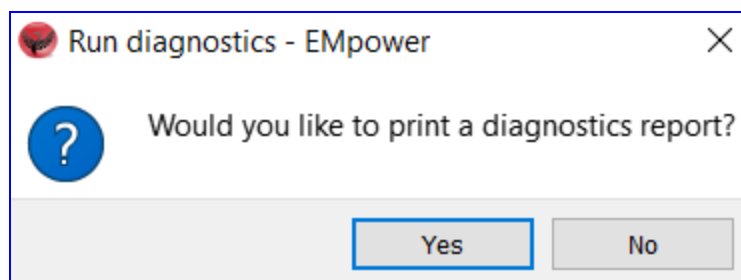 Run diagnostics - EMpower
Would you like to print a diagnostics report?
Yes
No